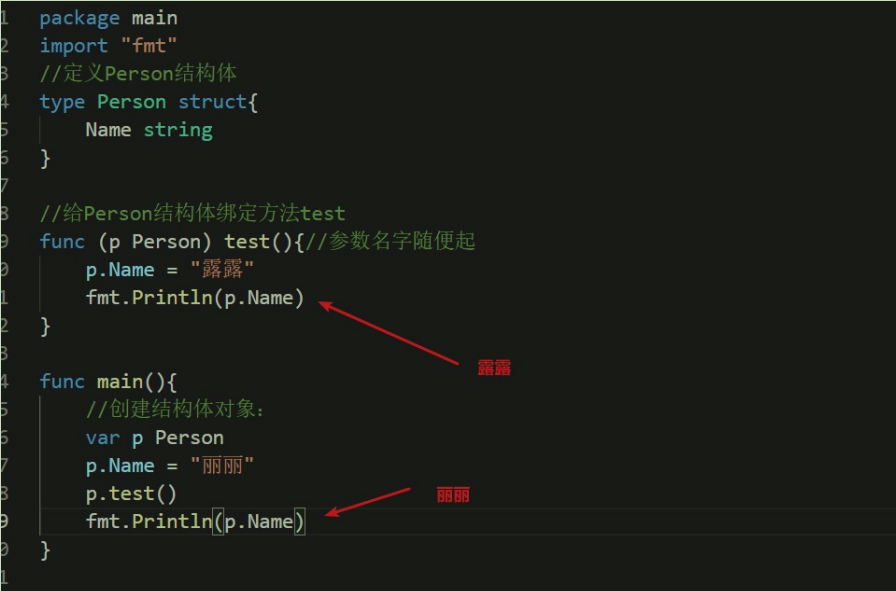 1 package main
2 import "fmt"
3 //定义Person结构体
4 type Person struct{
5 Name string
6 }
7
8 //给Person结构体绑定方法test
9 func (p Person) test(){//参数名字随便起
0 p.Name = "露露"
1 fmt.Println(p.Name)
2 }
露露
3
4 func main(){
5 //创建结构体对象：
6 var p Person
7 p.Name = "丽丽"
8 p.test()
丽丽
9 fmt.Println(p.Name)
0 }
1